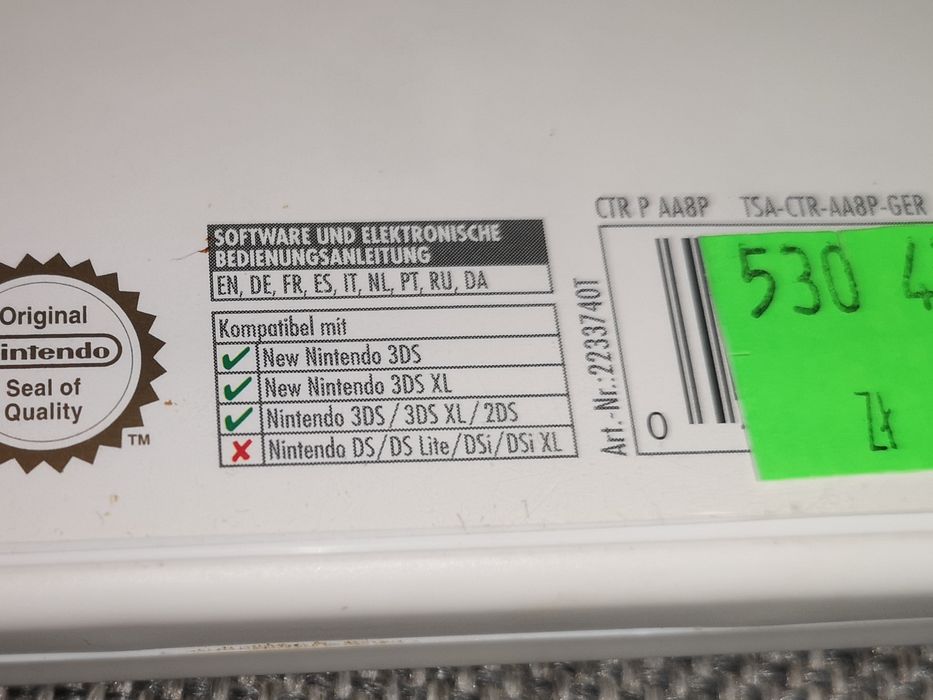 Original
Nintendo
Seal of
Quality
TM
SOFTWARE UND ELEKTRONISCHE
BEDIENUNGSANLEITUNG
EN, DE, FR, ES, IT, NL, PT, RU, DA
Kompatibel mit
New Nintendo 3DS
New Nintendo 3DS XL
Nintendo 3DS/3DS XL/2DS
Nintendo DS/DS Lite/DSi/DSi XL
CTR P AA8P TSA-CTR-AA8P-GER
Art.-Nr.:2233740T
0
530 4
Zł